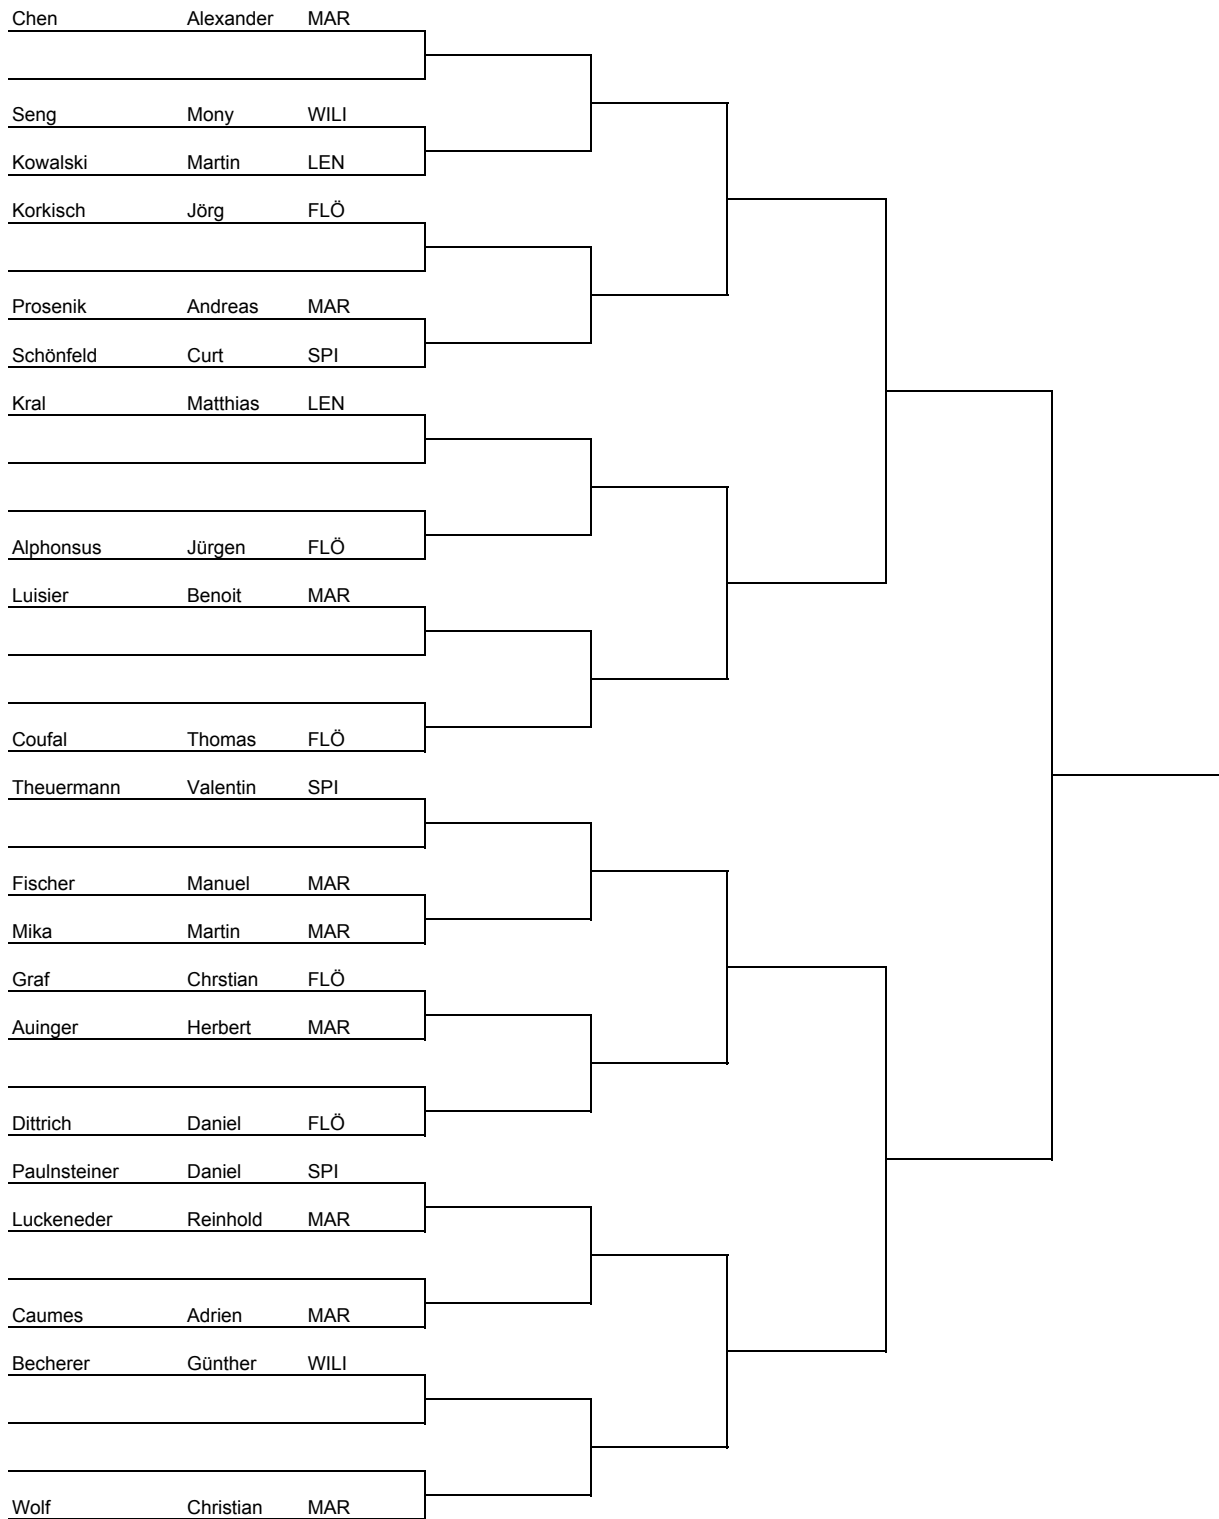 Chen Alexander MAR
Seng Mony WILI
Kowalski Martin LEN
Korkisch Jörg FLÖ
Prosenik Andreas MAR
Schönfeld Curt SPI
Kral Matthias LEN
Alphonsus Jürgen FLÖ
Luisier Benoit MAR
Coufal Thomas FLÖ
Theuermann Valentin SPI
Fischer Manuel MAR
Mika Martin MAR
Graf Chrstian FLÖ
Auinger Herbert MAR
Dittrich Daniel FLÖ
Paulnsteiner Daniel SPI
Luckeneder Reinhold MAR
Caumes Adrien MAR
Becherer Günther WILI
Wolf Christian MAR